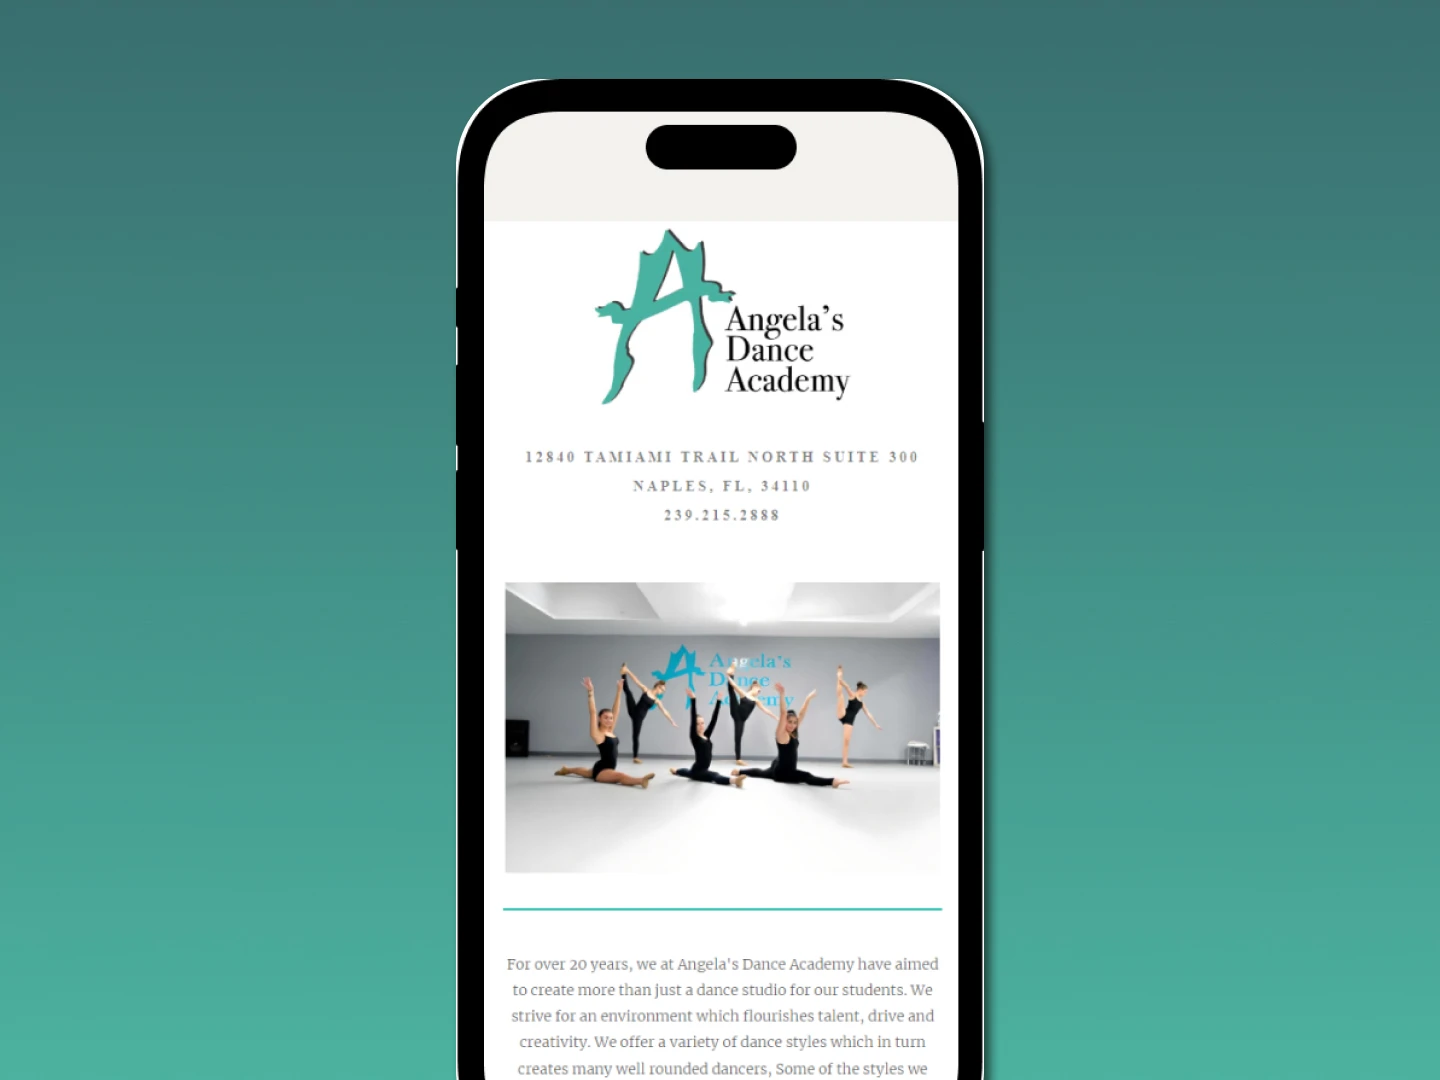 Angela's
Dance
Academy
12840 TAMIAMI TRAIL NORTH SUITE 300
NAPLES, FL, 34110
239.215.2888
Angela's
Dance
Academy
For over 20 years, we at Angela's Dance Academy have aimed
to create more than just a dance studio for our students. We
strive for an environment which flourishes talent, drive and
creativity. We offer a variety of dance styles which in turn
creates many well rounded dancers, Some of the styles we